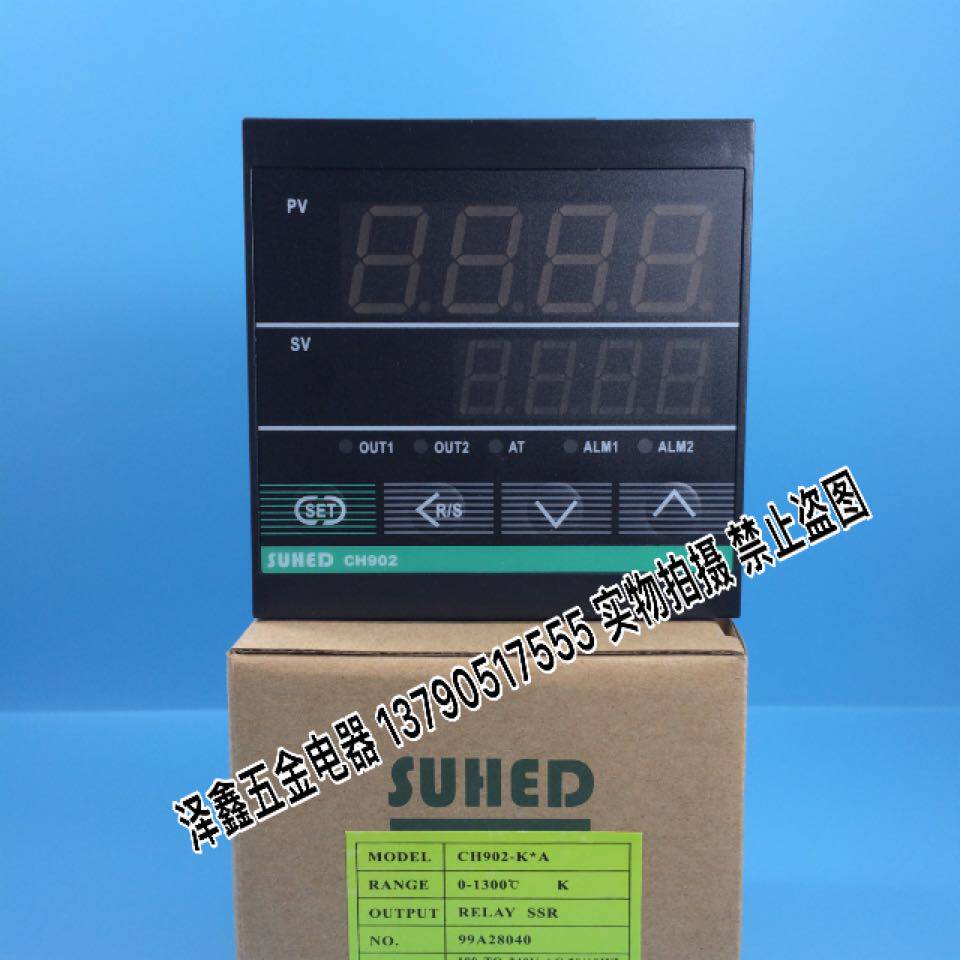 PV
SV
OUT1 OUT2 AT ALM1 ALM2
SET R/S
SUHED CH902
泽鑫五金电器 13790517555 实物拍摄 禁止盗图
SUHED
MODEL CH902-K*A
RANGE 0-1300℃ K
OUTPUT RELAY SSR
NO. 99A28040